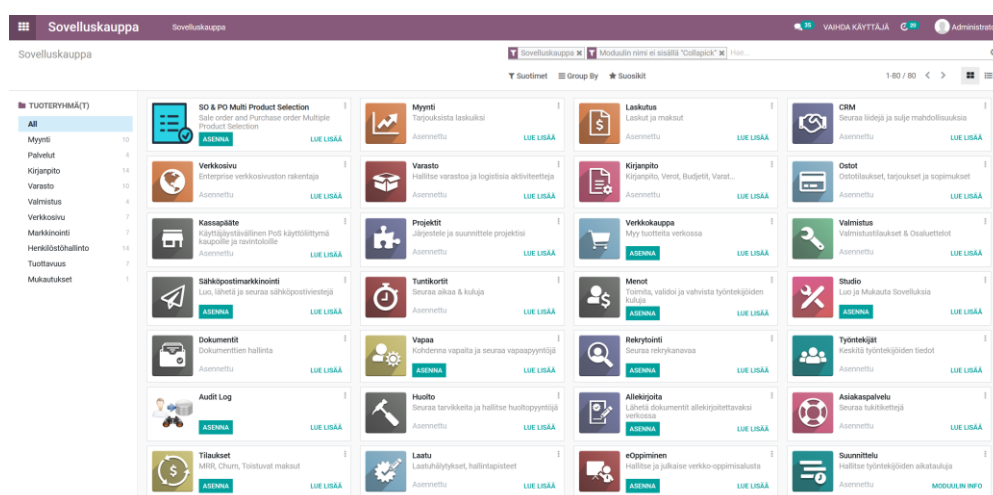 Sovelluskauppa
Sovelluskauppa
35
VAIHDA KÄYTTÄJÄ
39
Administrato
Sovelluskauppa
Sovelluskauppa ×
Moduulin nimi ei sisällä "Collapick" ×
Hae...
Suotimet
Group By
Suosikit
1-80 / 80
TUOTERYHMÄ(T)
All
Myynti 10
Palvelut 4
Kirjanpito 14
Varasto 10
Valmistus 4
Verkkosivu 7
Markkinointi 7
Henkilöstöhallinto 14
Tuottavuus 7
Mukautukset 1
SO & PO Multi Product Selection
Sale order and Purchase order Multiple
Product Selection
ASENNA LUE LISÄÄ
Myynti
Tarjouksista laskuiksi
Asennettu LUE LISÄÄ
Laskutus
Laskut ja maksut
Asennettu LUE LISÄÄ
CRM
Seuraa liidejä ja sulje mahdollisuuksia
Asennettu LUE LISÄÄ
Verkkosivu
Enterprise verkkosivuston rakentaja
Asennettu LUE LISÄÄ
Varasto
Hallitse varastoa ja logistisia aktiviteetteja
Asennettu LUE LISÄÄ
Kirjanpito
Kirjanpito, Verot, Budjetit, Varat..
Asennettu LUE LISÄÄ
Ostot
Ostotilaukset, tarjoukset ja sopimukset
Asennettu LUE LISÄÄ
Kassapääte
Käyttäjäystävällinen PoS käyttöliittymä
kaupoille ja ravintoloille
Asennettu LUE LISÄÄ
Projektit
Järjestele ja suunnittele projektisi
Asennettu LUE LISÄÄ
Verkkokauppa
Myy tuotteita verkossa
ASENNA LUE LISÄÄ
Valmistus
Valmistustilaukset & Osaluettelot
Asennettu LUE LISÄÄ
Sähköpostimarkkinointi
Luo, lähetä ja seuraa sähköpostiviestejä
ASENNA LUE LISÄÄ
Tuntikortit
Seuraa aikaa & kuluja
Asennettu LUE LISÄÄ
Menot
Toimita, validoi ja vahvista työntekijöiden
kuluja
ASENNA LUE LISÄÄ
Studio
Luo ja Mukauta Sovelluksia
ASENNA LUE LISÄÄ
Dokumentit
Dokumenttien hallinta
Asennettu LUE LISÄÄ
Vapaa
Kohdenna vapaita ja seuraa vapaapyyntöjä
ASENNA LUE LISÄÄ
Rekrytointi
Seuraa rekrykanavaa
ASENNA LUE LISÄÄ
Työntekijät
Keskitä työntekijöiden tiedot
Asennettu LUE LISÄÄ
Audit Log
ASENNA LUE LISÄÄ
Huolto
Seuraa tarvikkeita ja hallitse huoltopyyntöjä
ASENNA LUE LISÄÄ
Allekirjoita
Lähetä dokumentit allekirjoitettavaksi
verkossa
ASENNA LUE LISÄÄ
Asiakaspalvelu
Seuraa tukitikettejä
Asennettu LUE LISÄÄ
Tilaukset
MRR, Churn, Toistuvat maksut
ASENNA LUE LISÄÄ
Laatu
Laatuhälytykset, hallintapisteet
ASENNA LUE LISÄÄ
eOppiminen
Hallitse ja julkaise verkko-oppimisalusta
ASENNA LUE LISÄÄ
Suunnittelu
Hallitse työntekijöiden aikatauluja
Asennettu MODUULIN INFO